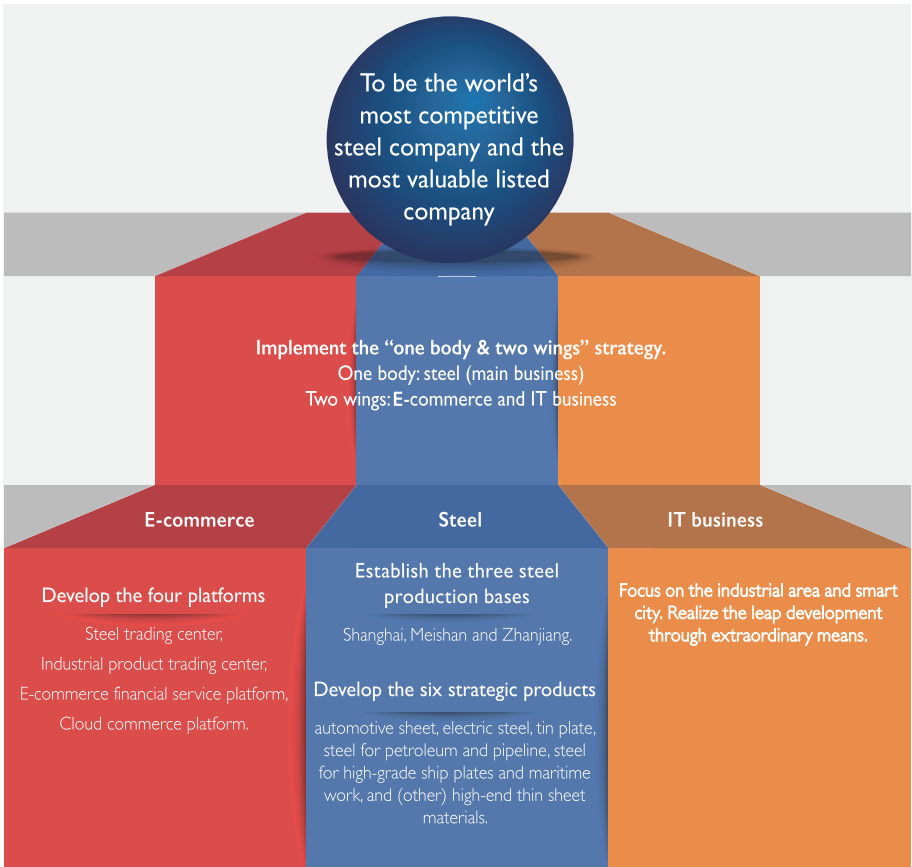 To be the world's
most competitive
steel company and the
most valuable listed
company
Implement the “one body & two wings” strategy.
One body: steel (main business)
Two wings: E-commerce and IT business
E-commerce
Steel
IT business
Develop the four platforms
Steel trading center,
Industrial product trading center,
E-commerce financial service platform,
Cloud commerce platform.
Establish the three steel
production bases
Shanghai, Meishan and Zhanjiang.
Develop the six strategic products
automotive sheet, electric steel, tin plate,
steel for petroleum and pipeline, steel
for high-grade ship plates and maritime
work, and (other) high-end thin sheet
materials.
Focus on the industrial area and smart
city. Realize the leap development
through extraordinary means.